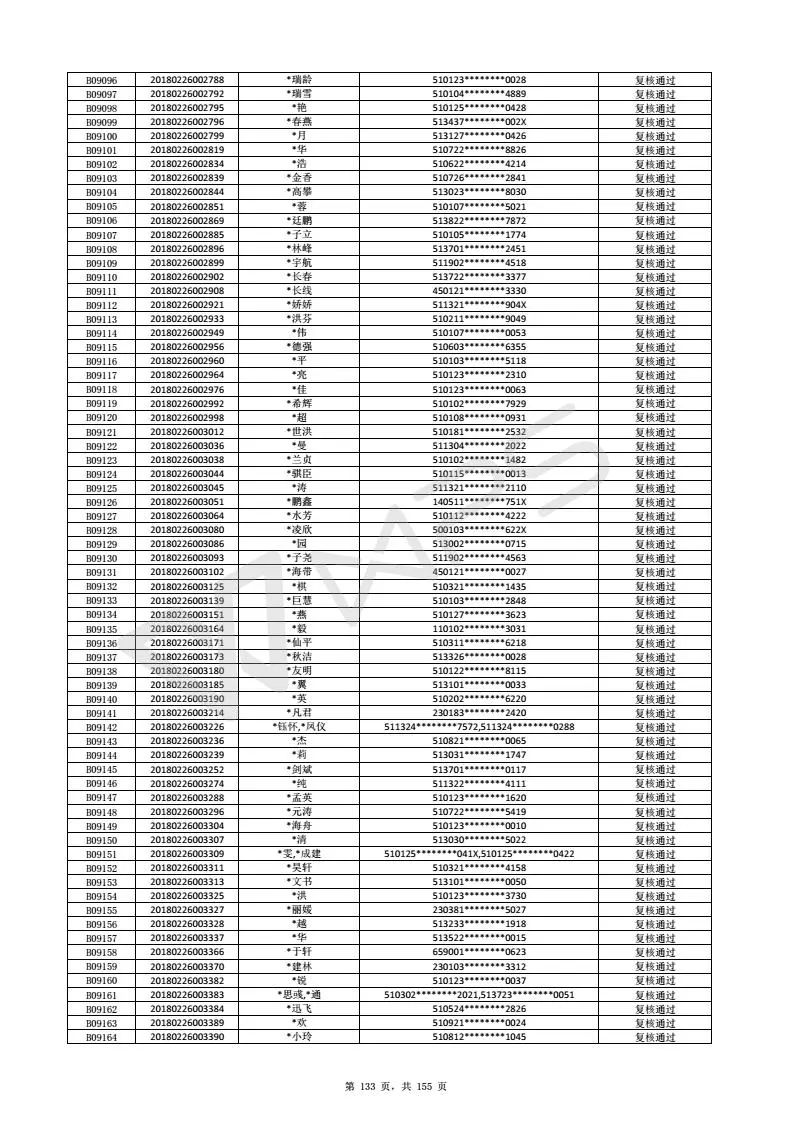 B09096 20180226002788 *瑞龄 510123********0028 复核通过
B09097 20180226002792 *瑞雪 510104********4889 复核通过
B09098 20180226002795 *艳 510125********0428 复核通过
B09099 20180226002796 *春燕 513437********002X 复核通过
B09100 20180226002799 *月 513127********0426 复核通过
B09101 20180226002819 *华 510722********8826 复核通过
B09102 20180226002834 *浩 510622********4214 复核通过
B09103 20180226002839 *金香 510726********2841 复核通过
B09104 20180226002844 *高攀 513023********8030 复核通过
B09105 20180226002851 *蓉 510107********5021 复核通过
B09106 20180226002869 *廷鹏 513822********7872 复核通过
B09107 20180226002885 *子立 510105********1774 复核通过
B09108 20180226002896 *林峰 513701********2451 复核通过
B09109 20180226002899 *宇航 511902********4518 复核通过
B09110 20180226002902 *长春 513722********3377 复核通过
B09111 20180226002908 *长线 450121********3330 复核通过
B09112 20180226002921 *娇娇 511321********904X 复核通过
B09113 20180226002933 *洪芬 510211********9049 复核通过
B09114 20180226002949 *伟 510107********0053 复核通过
B09115 20180226002956 *德强 510603********6355 复核通过
B09116 20180226002960 *平 510103********5118 复核通过
B09117 20180226002964 *亮 510123********2310 复核通过
B09118 20180226002976 *佳 510123********0063 复核通过
B09119 20180226002992 *希辉 510102********7929 复核通过
B09120 20180226002998 *超 510108********0931 复核通过
B09121 20180226003012 *世洪 510181********2532 复核通过
B09122 20180226003036 *曼 511304********2022 复核通过
B09123 20180226003038 *兰贞 510102********1482 复核通过
B09124 20180226003044 *骐臣 510115********0013 复核通过
B09125 20180226003045 *涛 511321********2110 复核通过
B09126 20180226003051 *鹏鑫 140511********751X 复核通过
B09127 20180226003064 *水芳 510112********4222 复核通过
B09128 20180226003080 *凌欣 500103********622X 复核通过
B09129 20180226003086 *园 513002********0715 复核通过
B09130 20180226003093 *子尧 511902********4563 复核通过
B09131 20180226003102 *海带 450121********0027 复核通过
B09132 20180226003125 *棋 510321********1435 复核通过
B09133 20180226003139 *巨慧 510103********2848 复核通过
B09134 20180226003151 *燕 510127********3623 复核通过
B09135 20180226003164 *毅 110102********3031 复核通过
B09136 20180226003171 *仙平 510311********6218 复核通过
B09137 20180226003173 *秋洁 513326********0028 复核通过
B09138 20180226003180 *友明 510122********8115 复核通过
B09139 20180226003185 *翼 513101********0033 复核通过
B09140 20180226003190 *英 510202********6220 复核通过
B09141 20180226003214 *凡君 230183********2420 复核通过
B09142 20180226003226 *钰怀,*凤仪 511324********7572,511324********0288 复核通过
B09143 20180226003236 *杰 510821********0065 复核通过
B09144 20180226003239 *莉 513031********1747 复核通过
B09145 20180226003252 *剑斌 513701********0117 复核通过
B09146 20180226003274 *纯 511322********4111 复核通过
B09147 20180226003288 *孟英 510123********1620 复核通过
B09148 20180226003296 *元涛 510722********5419 复核通过
B09149 20180226003304 *海舟 510123********0010 复核通过
B09150 20180226003307 *清 513030********5022 复核通过
B09151 20180226003309 *雯,*成建 510125********041X,510125********0422 复核通过
B09152 20180226003311 *昊轩 510321********4158 复核通过
B09153 20180226003313 *文书 513101********0050 复核通过
B09154 20180226003325 *洪 510123********3730 复核通过
B09155 20180226003327 *丽媛 230381********5027 复核通过
B09156 20180226003328 *越 513233********1918 复核通过
B09157 20180226003337 *华 513522********0015 复核通过
B09158 20180226003366 *于轩 659001********0623 复核通过
B09159 20180226003370 *建林 230103********3312 复核通过
B09160 20180226003382 *锐 510123********0037 复核通过
B09161 20180226003383 *思彧,*通 510302********2021,513723********0051 复核通过
B09162 20180226003384 *迅飞 510524********2826 复核通过
B09163 20180226003389 *欢 510921********0024 复核通过
B09164 20180226003390 *小玲 510812********1045 复核通过
第 133 页，共 155 页